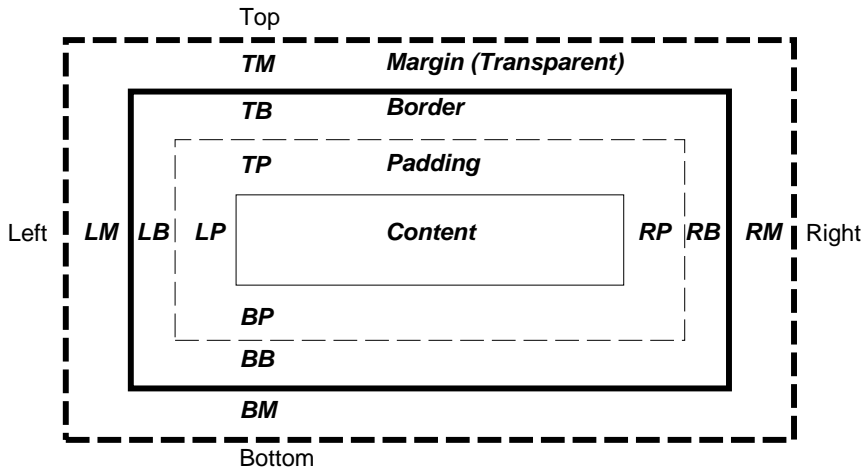 Top
TM Margin (Transparent)
TB Border
TP Padding
Left LM LB LP Content RP RB RM Right
BP
BB
BM
Bottom